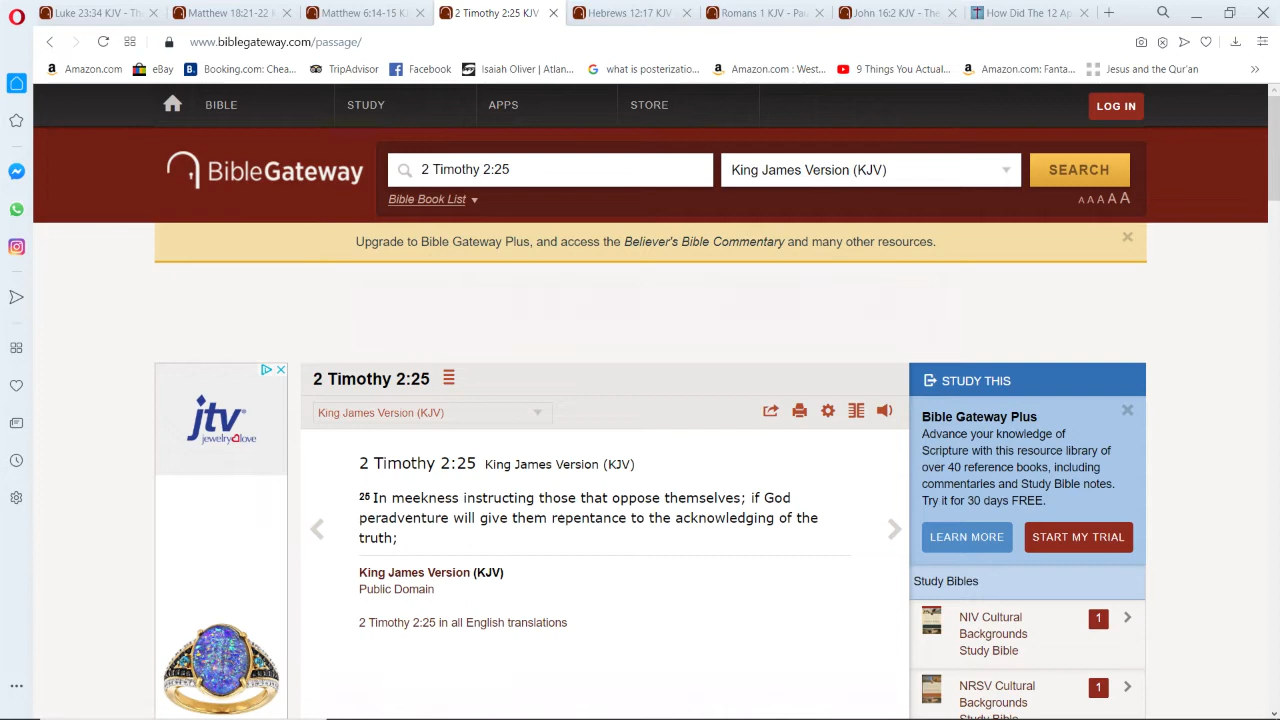 Luke 23:34 KJV - The
Matthew 18:21-22 K
Matthew 6:14-15 KJ
2 Timothy 2:25 KJV
Hebrews 12:17 KJV
Romans 1 KJV - Pau
John 16:2 KJV - The
How Did The 12 Ap
www.biblegateway.com/passage/
Amazon.com
eBay
Booking.com: Chea...
TripAdvisor
Facebook
Isaiah Oliver | Atlan...
what is posterizatio...
Amazon.com : West...
9 Things You Actual...
Amazon.com: Fanta...
Jesus and the Qur'an
BIBLE
STUDY
APPS
STORE
LOG IN
BibleGateway
2 Timothy 2:25
King James Version (KJV)
SEARCH
Bible Book List
A A A A A
Upgrade to Bible Gateway Plus, and access the Believer's Bible Commentary and many other resources.
jtv
jewelry love
2 Timothy 2:25
King James Version (KJV)
2 Timothy 2:25 King James Version (KJV)
25 In meekness instructing those that oppose themselves; if God
peradventure will give them repentance to the acknowledging of the
truth;
King James Version (KJV)
Public Domain
2 Timothy 2:25 in all English translations
STUDY THIS
Bible Gateway Plus
Advance your knowledge of
Scripture with this resource library of
over 40 reference books, including
commentaries and Study Bible notes.
Try it for 30 days FREE.
LEARN MORE
START MY TRIAL
Study Bibles
NIV Cultural
Backgrounds
Study Bible
1
NRSV Cultural
Backgrounds
Study Bible
1